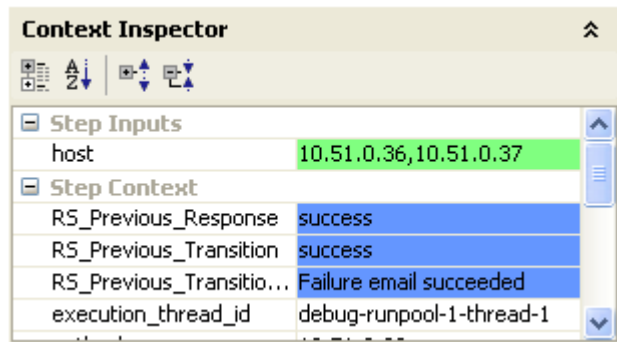 Context Inspector
Step Inputs
host 10.51.0.36,10.51.0.37
Step Context
RS_Previous_Response success
RS_Previous_Transition success
RS_Previous_Transitio... Failure email succeeded
execution_thread_id debug-runpool-1-thread-1